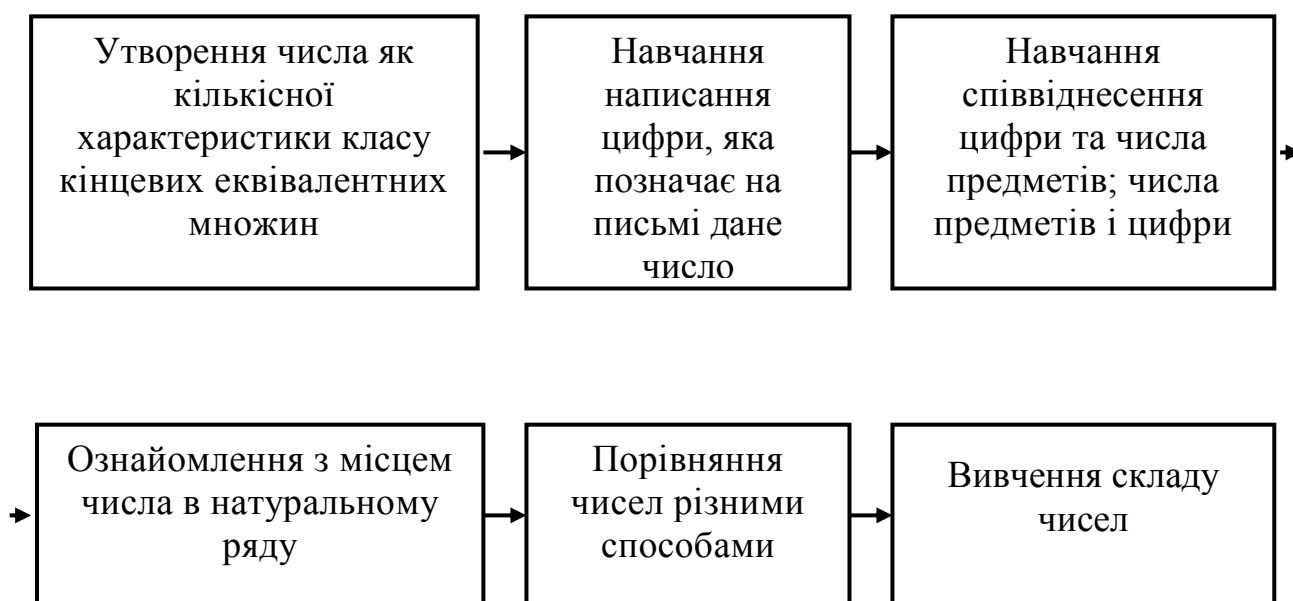 Утворення числа як
кількісної
характеристики класу
кінцевих еквівалентних
множин
Навчання
написання
цифри, яка
позначає на
письмі дане
число
Навчання
співвіднесення
цифри та числа
предметів; числа
предметів і цифри
Ознайомлення з місцем
числа в натуральному
ряду
Порівняння
чисел різними
способами
Вивчення складу
чисел